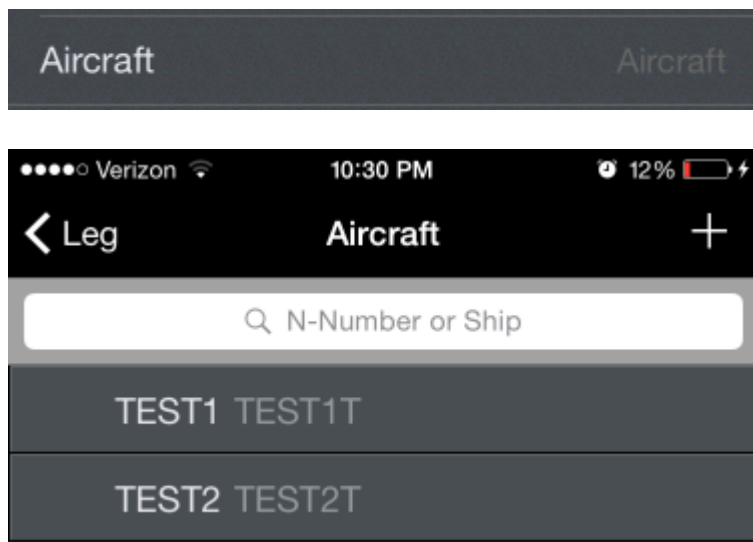 Aircraft Aircraft
Verizon 10:30 PM 12%
Leg Aircraft +
N-Number or Ship
TEST1 TEST1T
TEST2 TEST2T